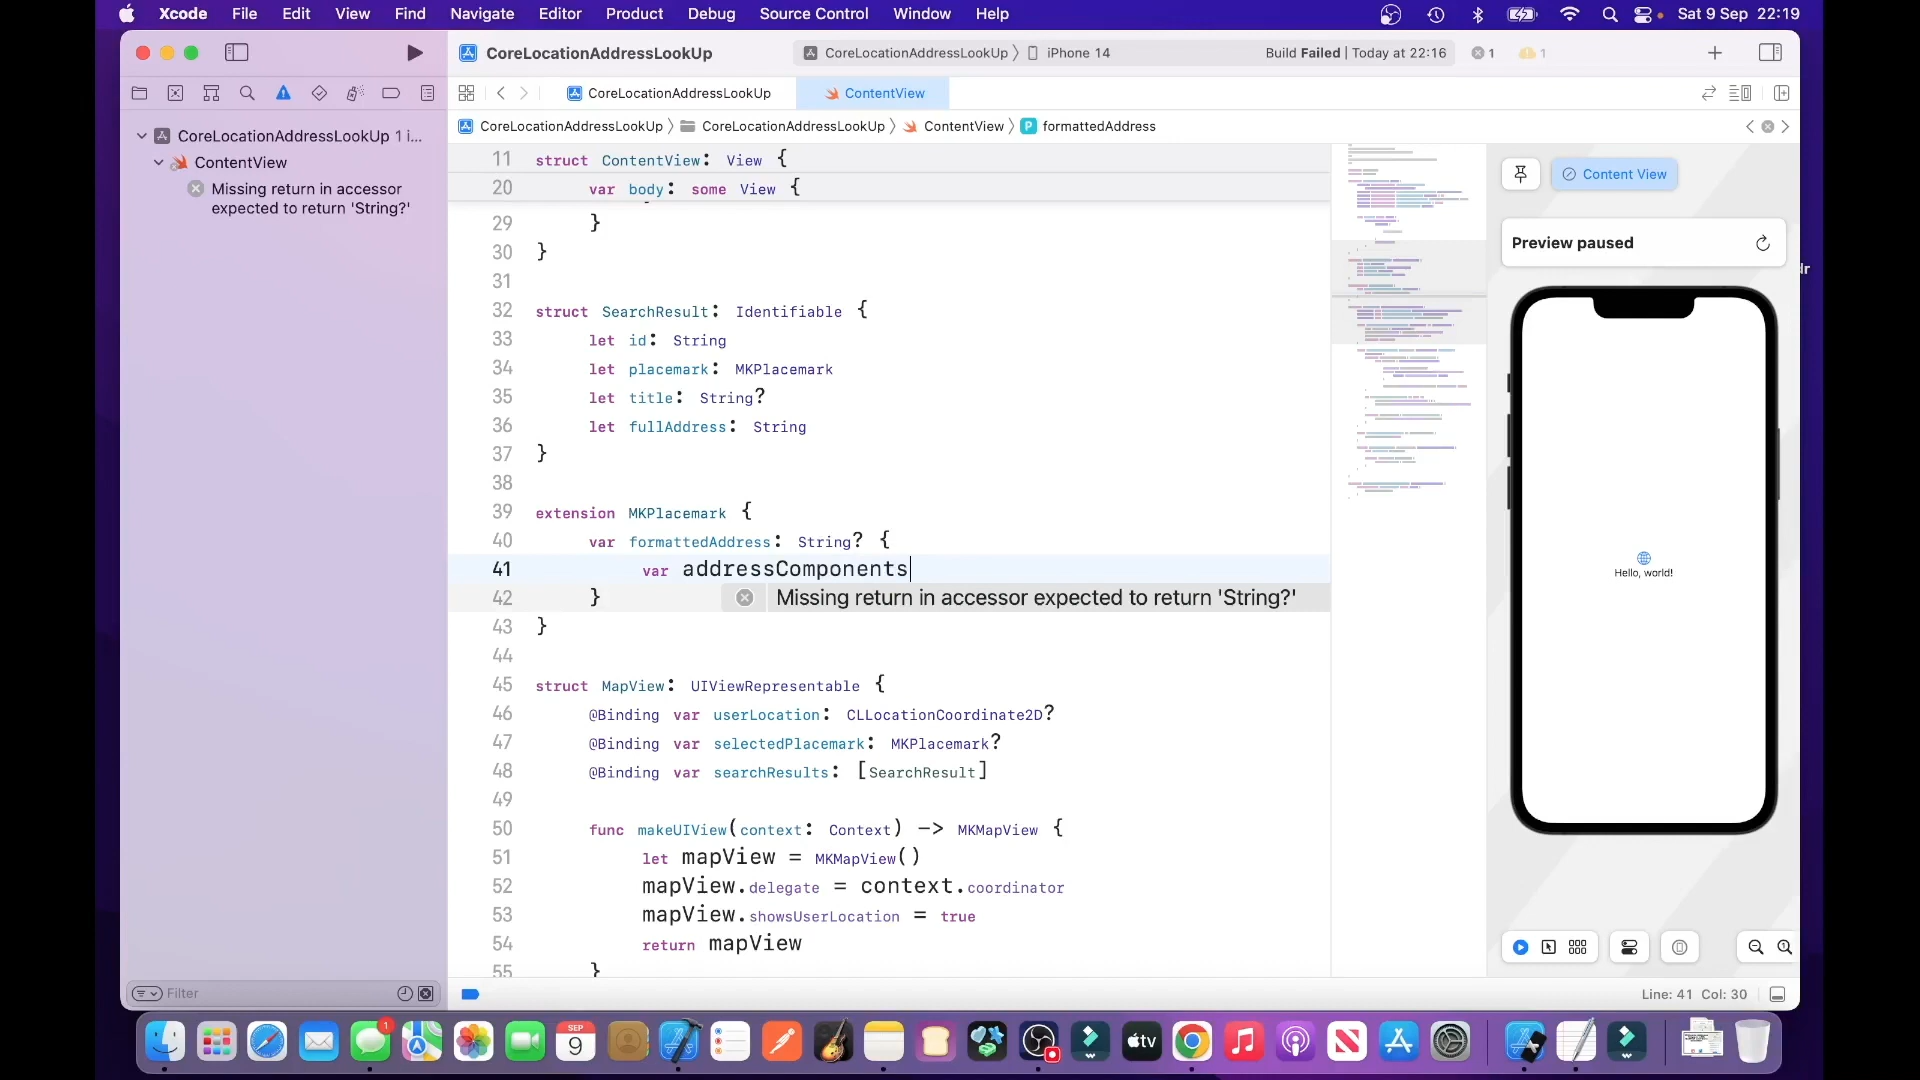 Xcode File Edit View Find Navigate Editor Product Debug Source Control Window Help Sat 9 Sep 22:19
CoreLocationAddressLookUp CoreLocationAddressLookUp iPhone 14 Build Failed | Today at 22:16 1 1
CoreLocationAddressLookUp ContentView
CoreLocationAddressLookUp CoreLocationAddressLookUp ContentView P formattedAddress
CoreLocationAddressLookUp 1 i...
ContentView
Missing return in accessor
expected to return 'String?'
11 struct ContentView: View {
20 var body: some View {
29 }
30 }
31
32 struct SearchResult: Identifiable {
33 let id: String
34 let placemark: MKPlacemark
35 let title: String?
36 let fullAddress: String
37 }
38
39 extension MKPlacemark {
40 var formattedAddress: String? {
41 var addressComponents
42 } Missing return in accessor expected to return 'String?'
43 }
44
45 struct MapView: UIViewRepresentable {
46 @Binding var userLocation: CLLocationCoordinate2D?
47 @Binding var selectedPlacemark: MKPlacemark?
48 @Binding var searchResults: [SearchResult]
49
50 func makeUIView(context: Context) -> MKMapView {
51 let mapView = MKMapView()
52 mapView.delegate = context.coordinator
53 mapView.showsUserLocation = true
54 return mapView
55 }
Content View
Preview paused
dr
Hello, world!
Filter
Line: 41 Col: 30
1
SEP
9
tv